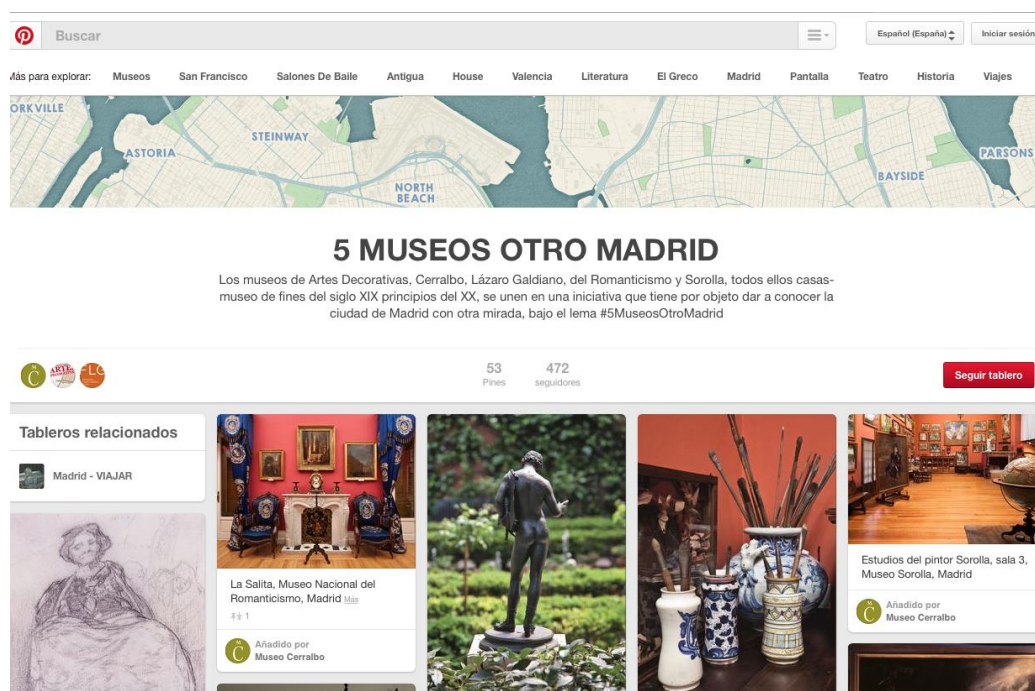 Buscar
Español (España)
Iniciar sesión
Más para explorar:
Museos
San Francisco
Salones De Baile
Antigua
House
Valencia
Literatura
El Greco
Madrid
Pantalla
Teatro
Historia
Viajes
ORKVILLE
ASTORIA
STEINWAY
NORTH
BEACH
BAYSIDE
PARSONS
5 MUSEOS OTRO MADRID
Los museos de Artes Decorativas, Cerralbo, Lázaro Galdiano, del Romanticismo y Sorolla, todos ellos casas-
museo de fines del siglo XIX principios del XX, se unen en una iniciativa que tiene por objeto dar a conocer la
ciudad de Madrid con otra mirada, bajo el lema #5MuseosOtroMadrid
53
Pines
472
seguidores
Seguir tablero
Tableros relacionados
Madrid - VIAJAR
La Salita, Museo Nacional del
Romanticismo, Madrid Más
1
Añadido por
Museo Cerralbo
Estudios del pintor Sorolla, sala 3,
Museo Sorolla, Madrid
Añadido por
Museo Cerralbo